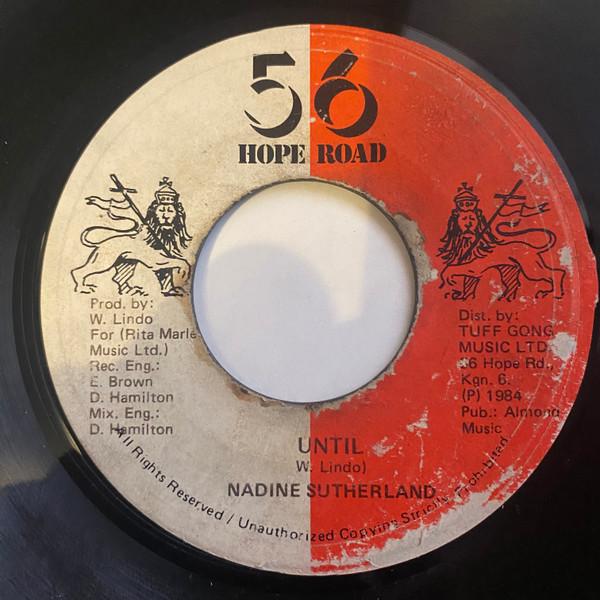 56
HOPE ROAD
Prod. by:
W. Lindo
For (Rita Marle
Music Ltd.)
Rec. Eng.:
E. Brown
D. Hamilton
Mix. Eng.:
D. Hamilton
Dist. by:
TUFF GONG
MUSIC LTD.
56 Hope Rd.,
Kgn. 6.
(P) 1984
Pub.: Almond
Music
UNTIL
W. Lindo)
NADINE SUTHERLAND
All Rights Reserved / Unauthorized Copying Strictly Prohibited